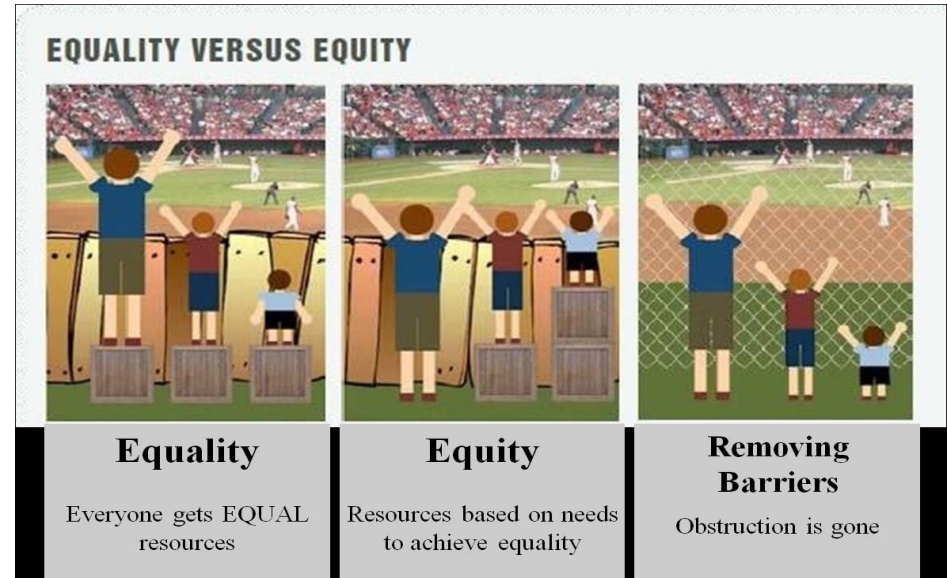 EQUALITY VERSUS EQUITY
Equality
Everyone gets EQUAL
resources
Equity
Resources based on needs
to achieve equality
Removing
Barriers
Obstruction is gone